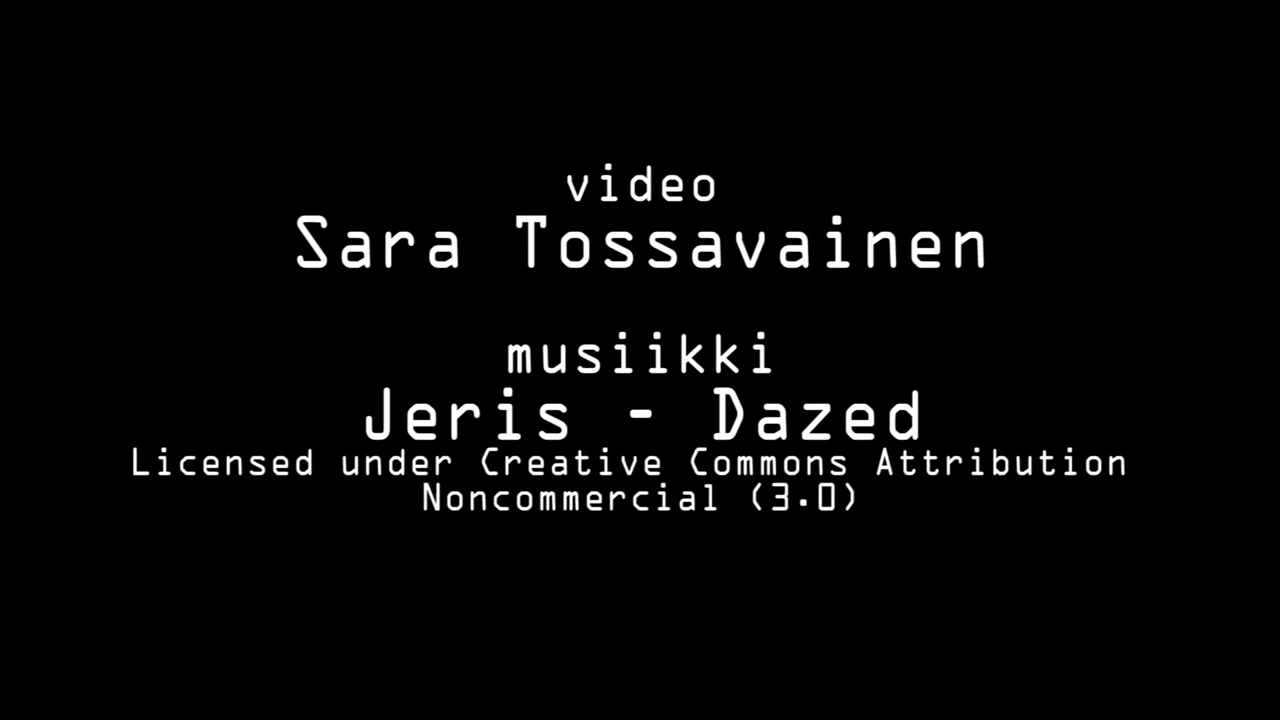 video
Sara Tossavainen
musiikki
Jeris - Dazed
Licensed under Creative Commons Attribution
Noncommercial (3.0)